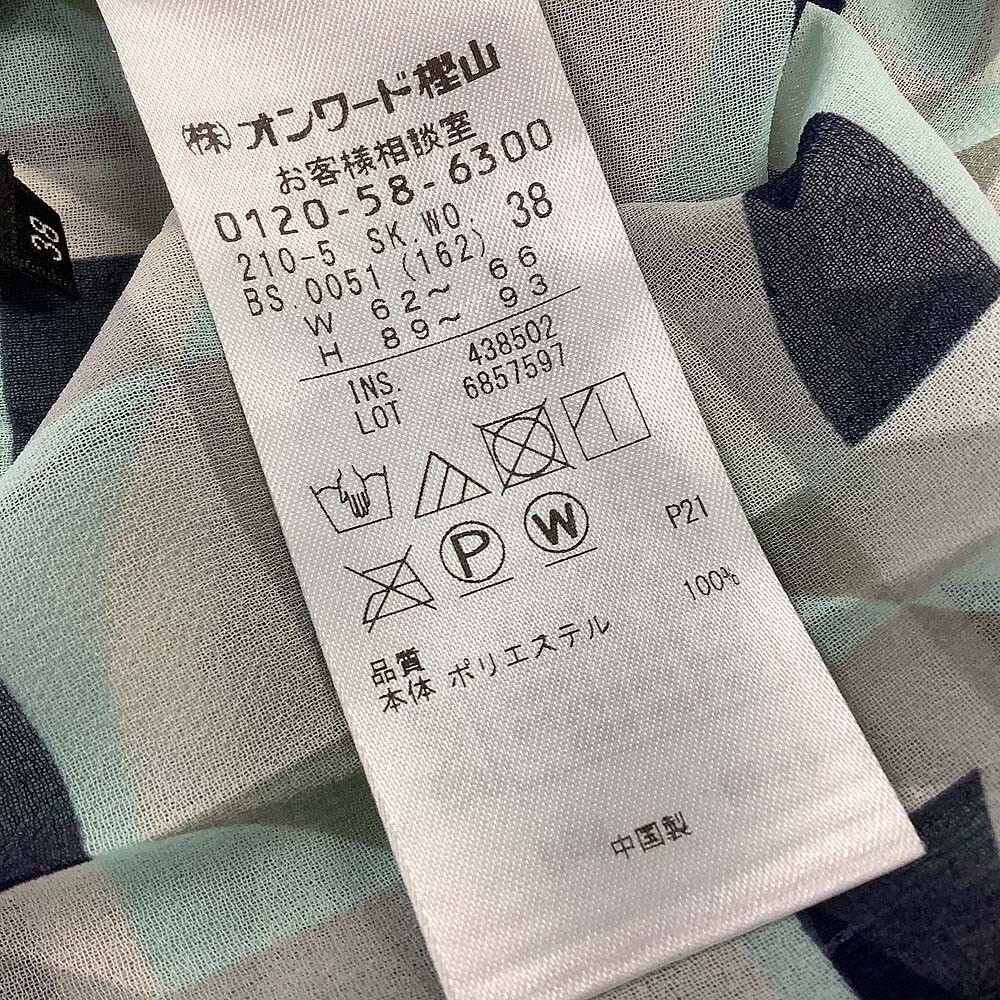 (株)オンワード樫山
お客様相談室
0120-58-6300
210-5 SK.WO 38
BS.0051 (162)
W 62～ 66
H 89～ 93
INS. 438502
LOT 6857597
P W P21
品質 100%
本体 ポリエステル
中国製
38